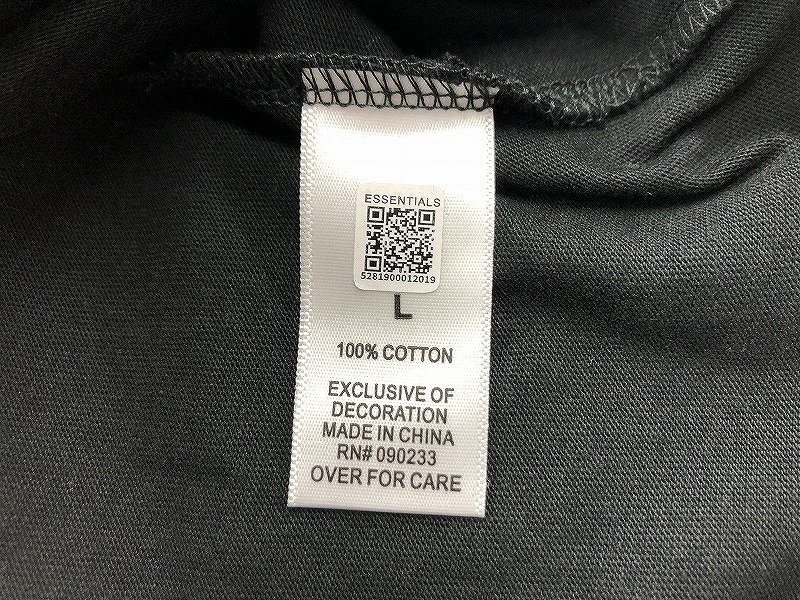 ESSENTIALS
5281900012019
L
100% COTTON
EXCLUSIVE OF
DECORATION
MADE IN CHINA
RN# 090233
OVER FOR CARE